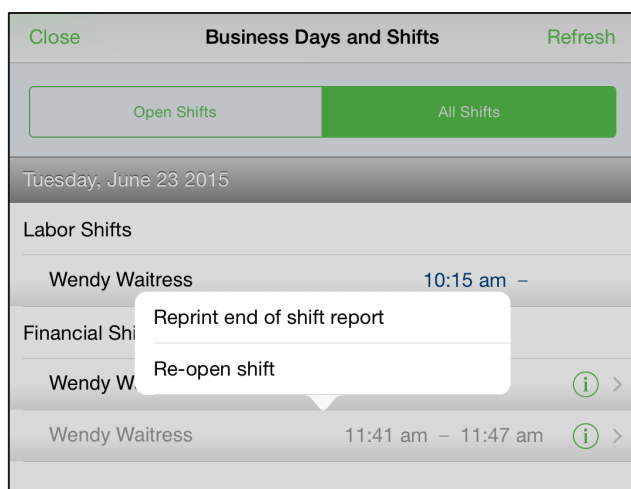 Close Business Days and Shifts Refresh
Open Shifts All Shifts
Tuesday, June 23 2015
Labor Shifts
Wendy Waitress 10:15 am –
Reprint end of shift report
Financial
Re-open shift
Wendy
Wendy Waitress 11:41 am – 11:47 am